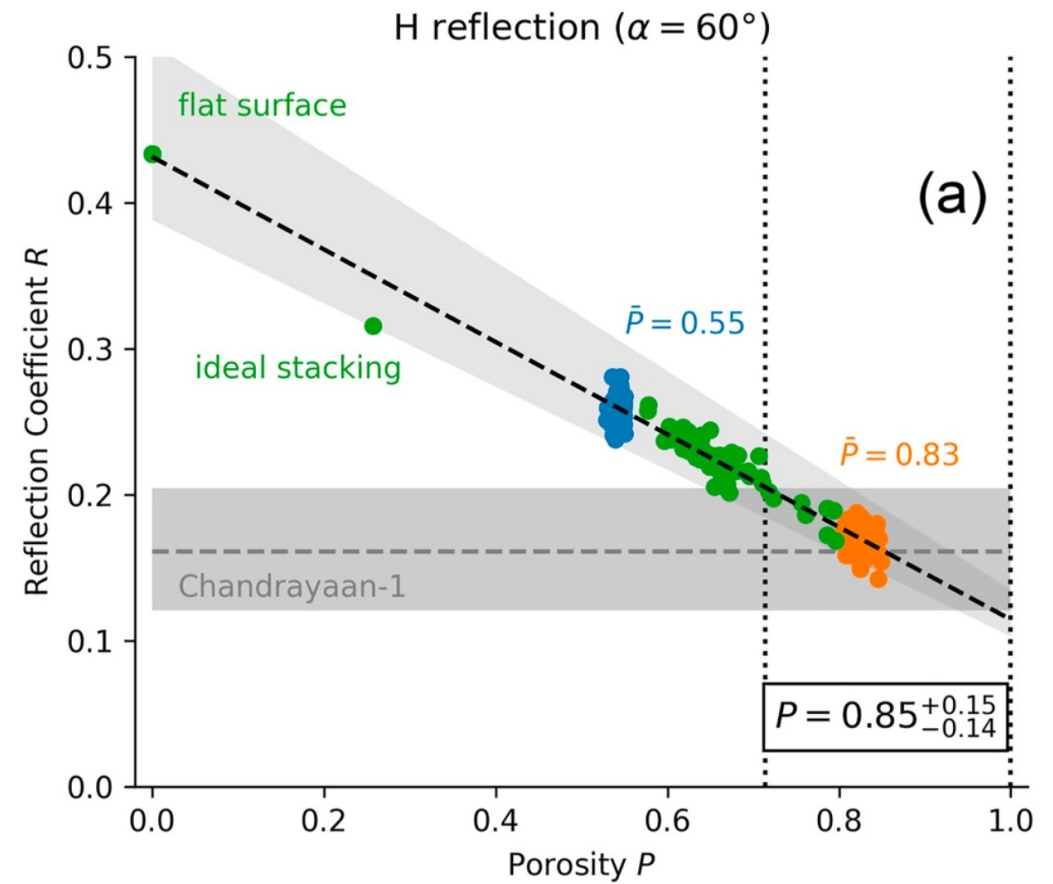 H reflection (α = 60°)
0.5
0.4
0.3
0.2
0.1
0.0
Reflection Coefficient R
flat surface
(a)
P̄ = 0.55
ideal stacking
P̄ = 0.83
Chandrayaan-1
P = 0.85 +0.15 −0.14
0.0 0.2 0.4 0.6 0.8 1.0
Porosity P